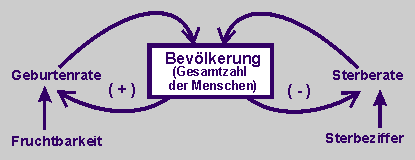 Bevölkerung
(Gesamtzahl
der Menschen)
Geburtenrate
(+)
(-)
Sterberate
Fruchtbarkeit
Sterbeziffer